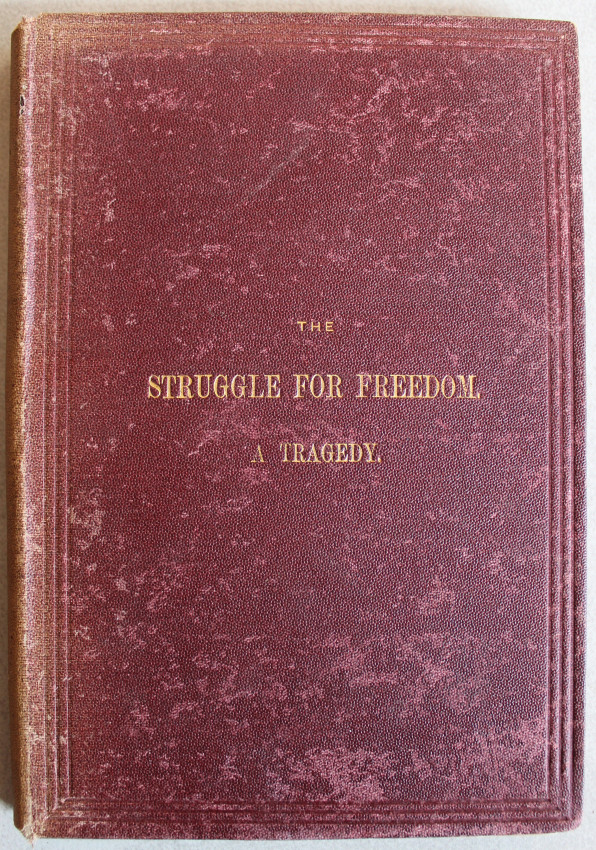 THE
STRUGGLE FOR FREEDOM.
A TRAGEDY.